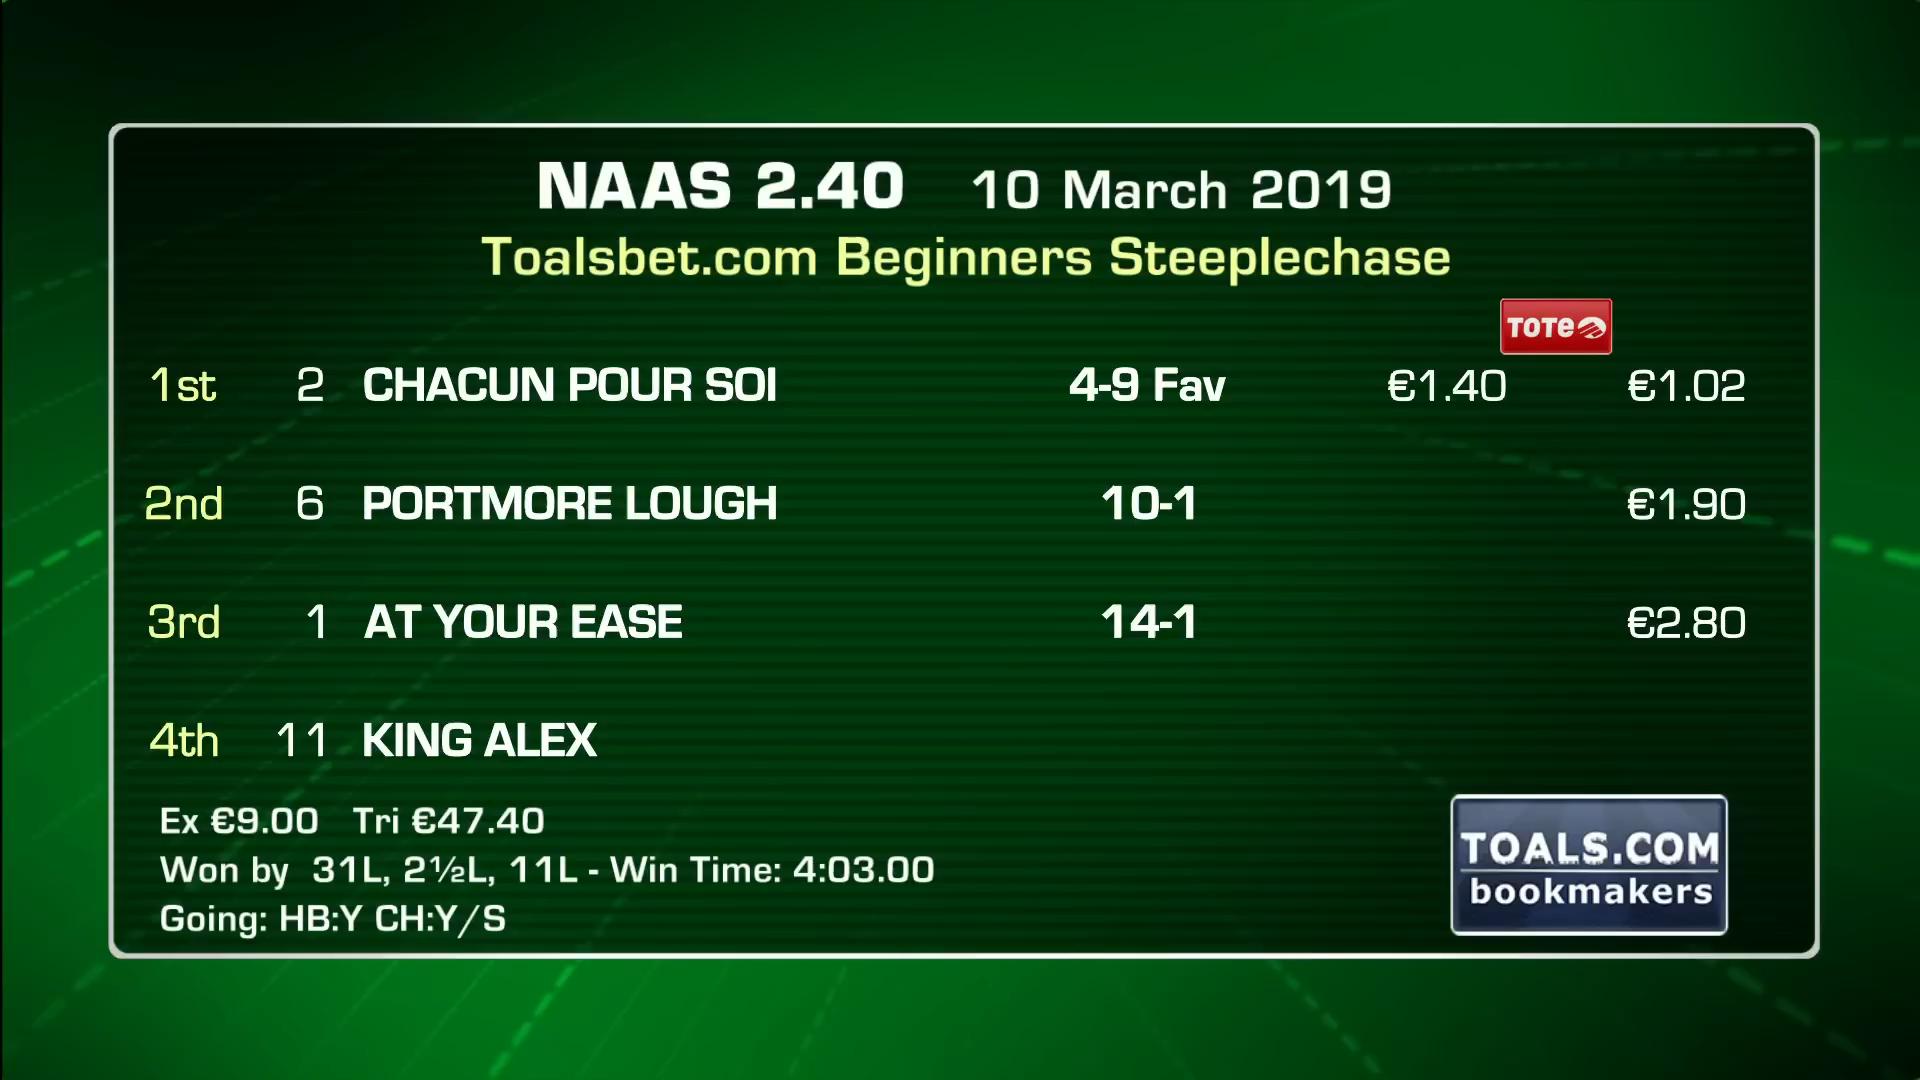 NAAS 2.40 10 March 2019
Toalsbet.com Beginners Steeplechase
TOTe
1st 2 CHACUN POUR SOI 4-9 Fav €1.40 €1.02
2nd 6 PORTMORE LOUGH 10-1 €1.90
3rd 1 AT YOUR EASE 14-1 €2.80
4th 11 KING ALEX
Ex €9.00 Tri €47.40
Won by 31L, 2½L, 11L - Win Time: 4:03.00
Going: HB:Y CH:Y/S
TOALS.COM
bookmakers